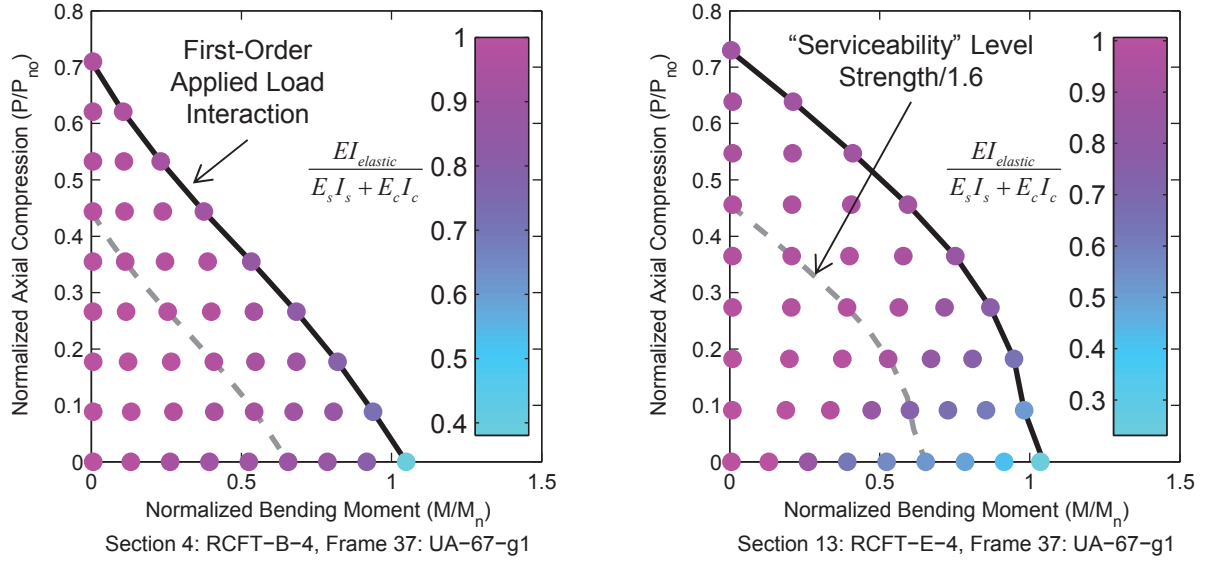 Normalized Axial Compression (P/Pno)
0.8
0.7
0.6
0.5
0.4
0.3
0.2
0.1
0
0
0.5
1
1.5
Normalized Bending Moment (M/Mn)
Section 4: RCFT−B−4, Frame 37: UA−67−g1
First-Order
Applied Load
Interaction
EIelastic
EsIs + EcIc
1
0.9
0.8
0.7
0.6
0.5
0.4
Normalized Axial Compression (P/Pno)
0.8
0.7
0.6
0.5
0.4
0.3
0.2
0.1
0
0
0.5
1
1.5
Normalized Bending Moment (M/Mn)
Section 13: RCFT−E−4, Frame 37: UA−67−g1
“Serviceability” Level
Strength/1.6
EIelastic
EsIs + EcIc
1
0.9
0.8
0.7
0.6
0.5
0.4
0.3